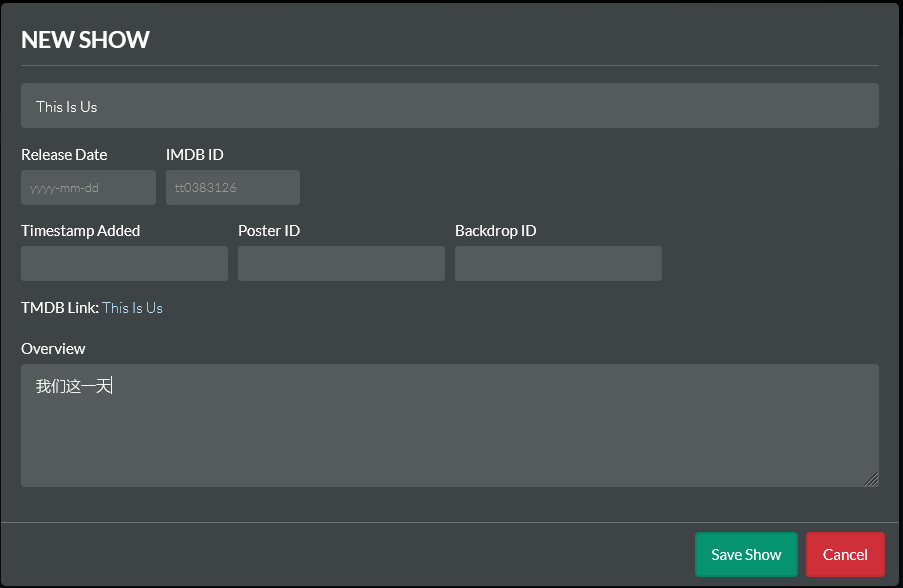 NEW SHOW
This Is Us
Release Date IMDB ID
yyyy-mm-dd tt0383126
Timestamp Added Poster ID Backdrop ID
TMDB Link: This Is Us
Overview
我们这一天
Save Show Cancel